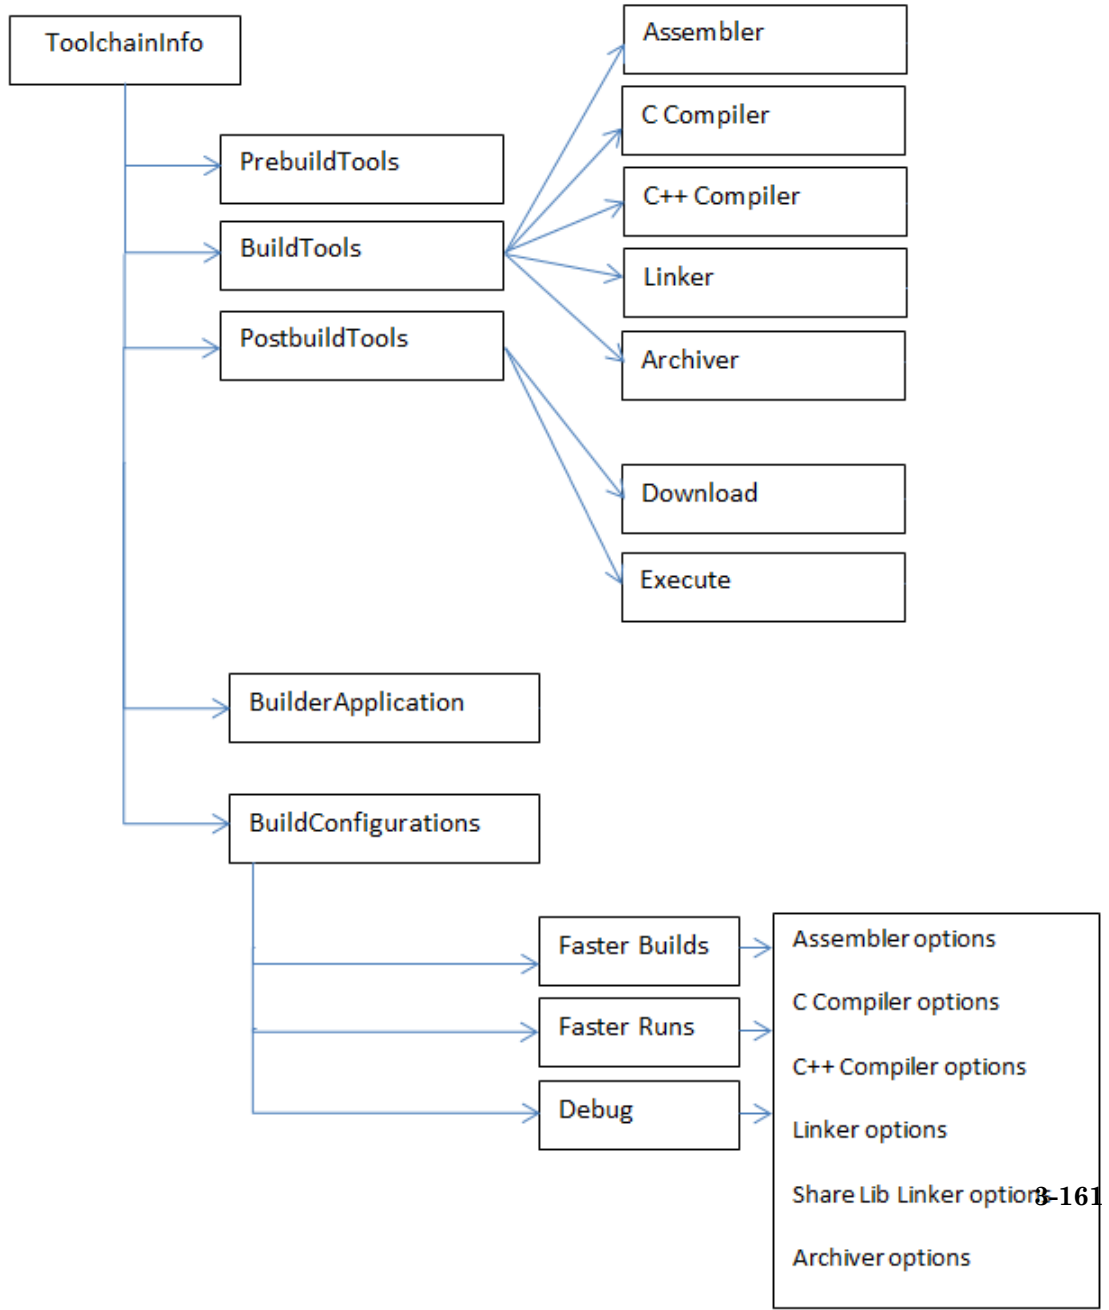 ToolchainInfo
Assembler
C Compiler
PrebuildTools
C++ Compiler
BuildTools
Linker
PostbuildTools
Archiver
Download
Execute
BuilderApplication
BuildConfigurations
Faster Builds
Assembler options
C Compiler options
Faster Runs
C++ Compiler options
Debug
Linker options
Share Lib Linker options
3-161
Archiver options